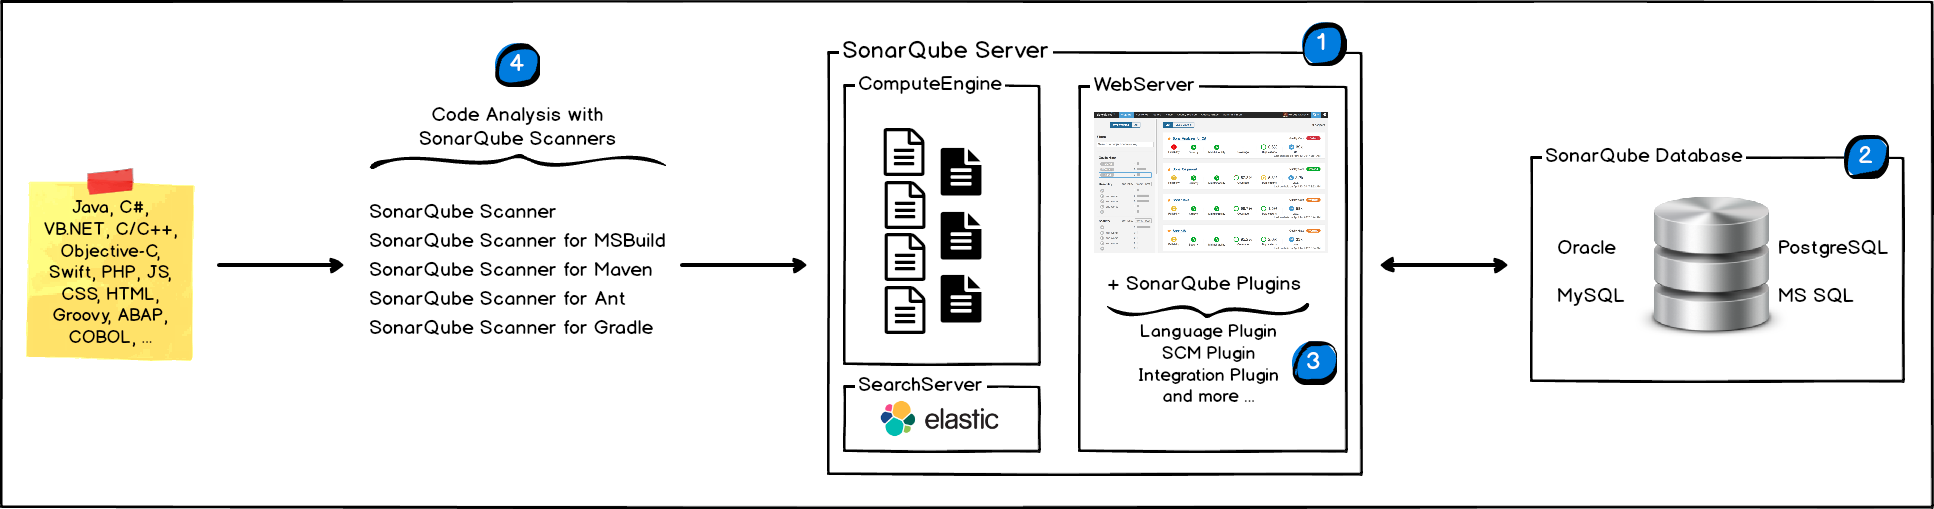 4
Code Analysis with
SonarQube Scanners
Java, C#,
VB.NET, C/C++,
Objective-C,
Swift, PHP, JS,
CSS, HTML,
Groovy, ABAP,
COBOL, ...
SonarQube Scanner
SonarQube Scanner for MSBuild
SonarQube Scanner for Maven
SonarQube Scanner for Ant
SonarQube Scanner for Gradle
SonarQube Server
1
ComputeEngine
SearchServer
elastic
WebServer
+ SonarQube Plugins
Language Plugin
SCM Plugin
Integration Plugin
and more ...
3
SonarQube Database
2
Oracle
MySQL
PostgreSQL
MS SQL